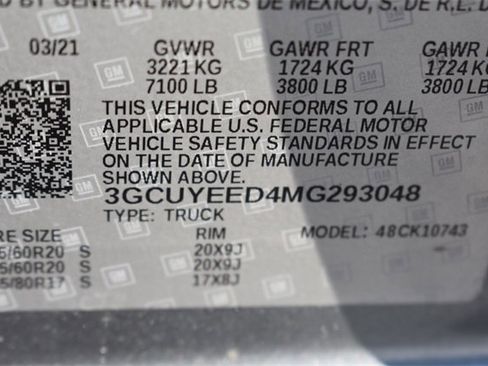 D BY GENERAL MOTORS DE MEXICO, S. DE R.L. D
03/21 GVWR GAWR FRT GAWR
3221 KG 1724 KG 1724 KG
7100 LB 3800 LB 3800 LB
THIS VEHICLE CONFORMS TO ALL
APPLICABLE U.S. FEDERAL MOTOR
VEHICLE SAFETY STANDARDS IN EFFECT
ON THE DATE OF MANUFACTURE
SHOWN ABOVE.
3GCUYEED4MG293048
TYPE: TRUCK MODEL: 48CK10743
RE SIZE RIM
5/60R20 S 20X9J
5/60R20 S 20X9J
5/80R17 S 17X8J